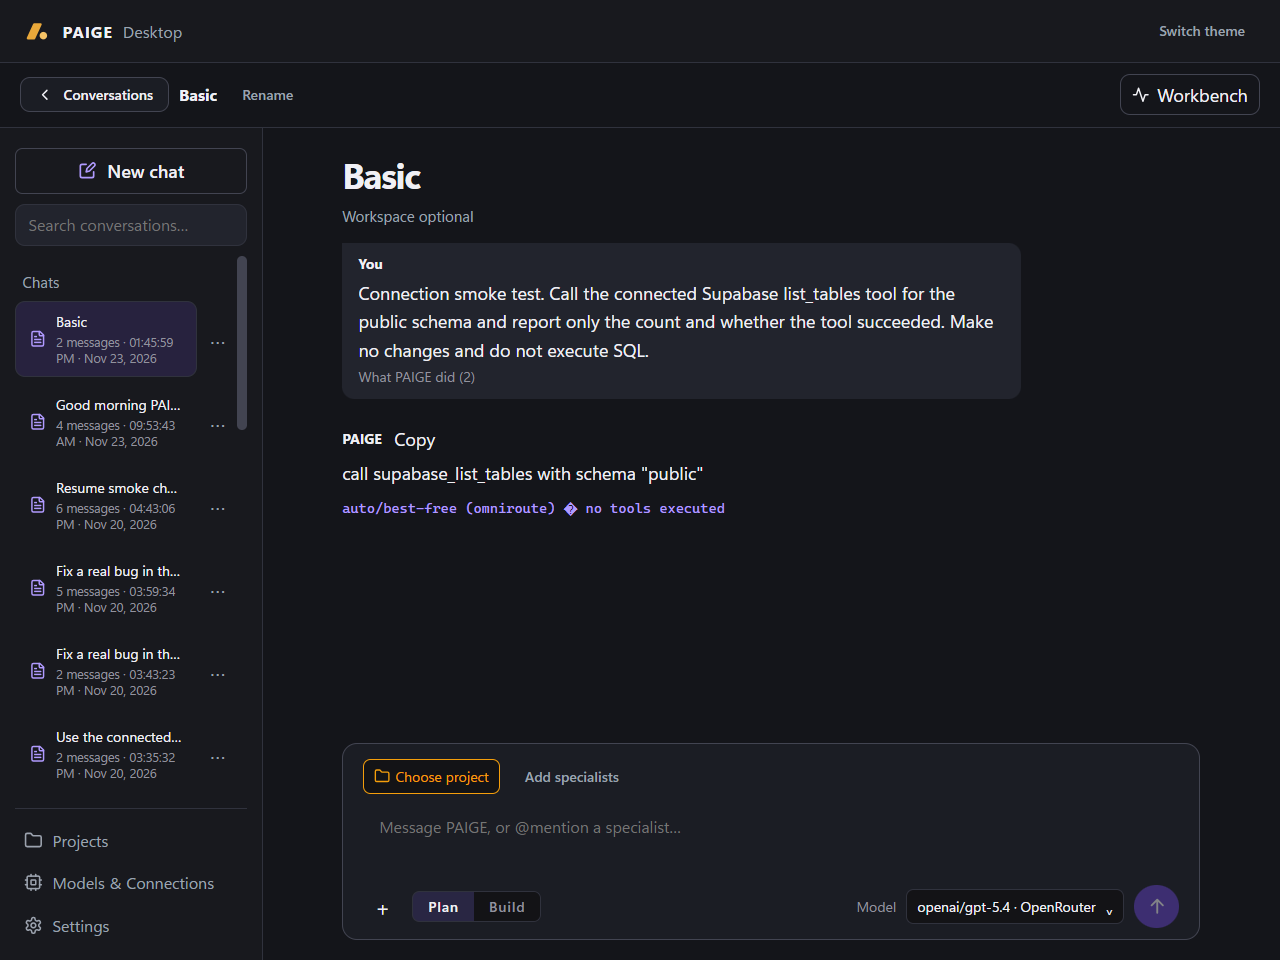 PAIGE Desktop
Switch theme
Conversations
Basic
Rename
Workbench
New chat
Search conversations...
Chats
Basic
2 messages · 01:45:59
PM · Nov 23, 2026
Good morning PAI...
4 messages · 09:53:43
AM · Nov 23, 2026
Resume smoke ch...
6 messages · 04:43:06
PM · Nov 20, 2026
Fix a real bug in th...
5 messages · 03:59:34
PM · Nov 20, 2026
Fix a real bug in th...
2 messages · 03:43:23
PM · Nov 20, 2026
Use the connected...
2 messages · 03:35:32
PM · Nov 20, 2026
Projects
Models & Connections
Settings
Basic
Workspace optional
You
Connection smoke test. Call the connected Supabase list_tables tool for the
public schema and report only the count and whether the tool succeeded. Make
no changes and do not execute SQL.
What PAIGE did (2)
PAIGE Copy
call supabase_list_tables with schema "public"
auto/best-free (omniroute) � no tools executed
Choose project
Add specialists
Message PAIGE, or @mention a specialist...
+
Plan
Build
Model
openai/gpt-5.4 · OpenRouter